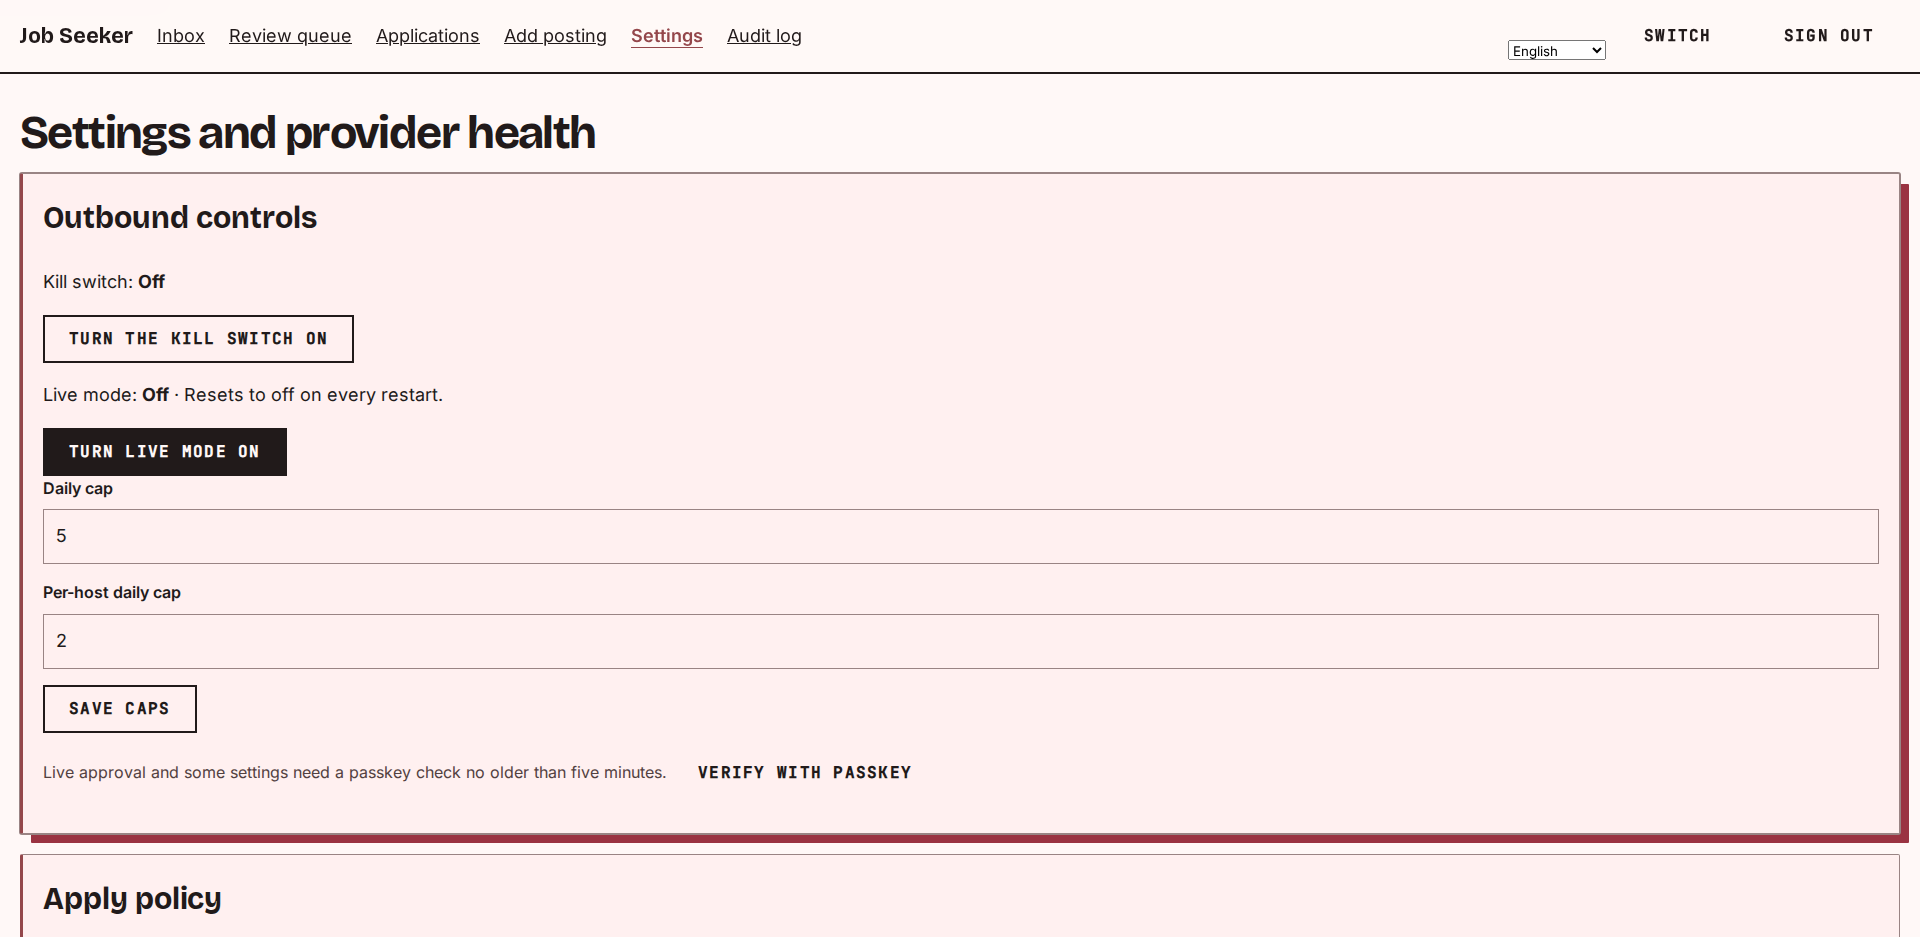 Job Seeker Inbox Review queue Applications Add posting Settings Audit log English SWITCH SIGN OUT
Settings and provider health
Outbound controls
Kill switch: Off
TURN THE KILL SWITCH ON
Live mode: Off · Resets to off on every restart.
TURN LIVE MODE ON
Daily cap
5
Per-host daily cap
2
SAVE CAPS
Live approval and some settings need a passkey check no older than five minutes. VERIFY WITH PASSKEY
Apply policy